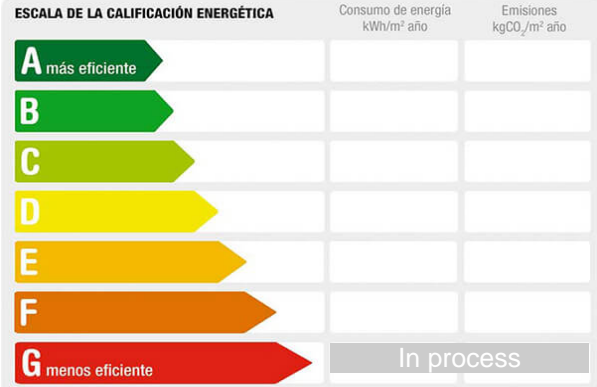 ESCALA DE LA CALIFICACIÓN ENERGÉTICA
Consumo de energía
kWh/m² año
Emisiones
kgCO₂/m² año
A más eficiente
B
C
D
E
F
G menos eficiente
In process